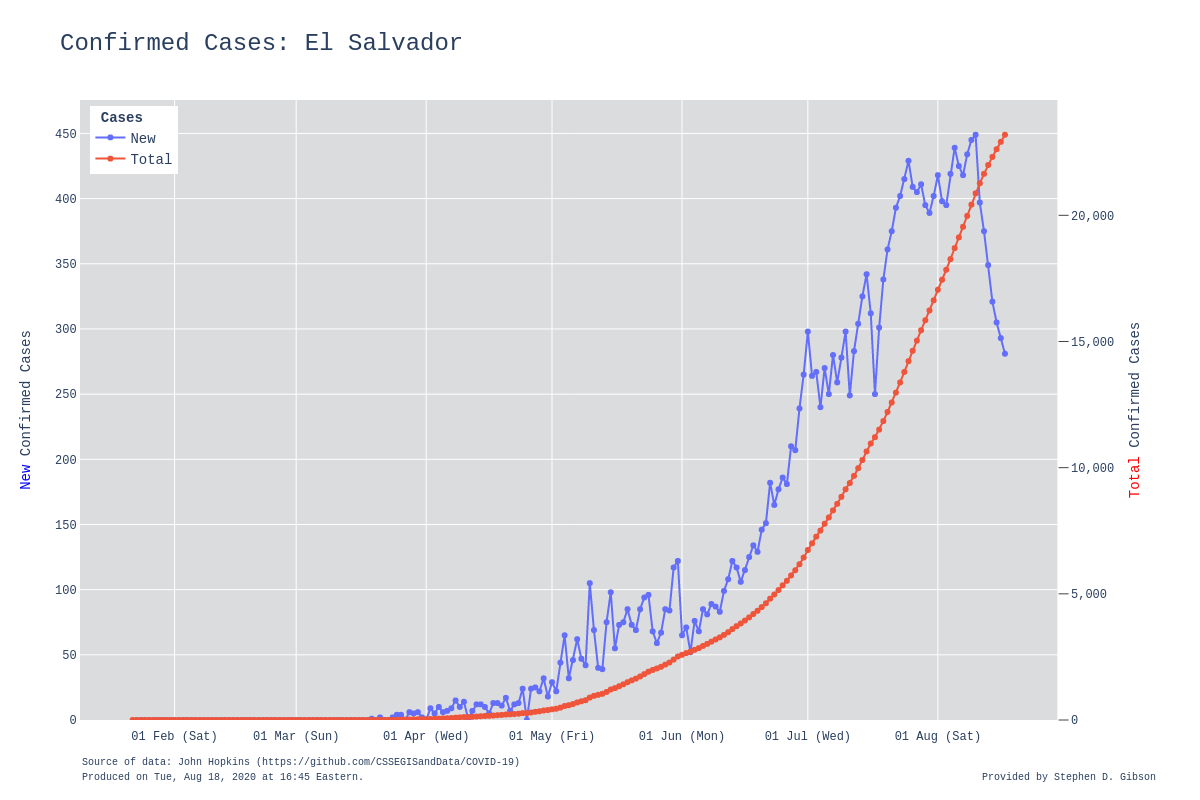 Confirmed Cases: El Salvador
Cases
New
Total
450
400
350
300
250
200
150
100
50
0
New Confirmed Cases
20,000
15,000
10,000
5,000
0
Total Confirmed Cases
01 Feb (Sat)
01 Mar (Sun)
01 Apr (Wed)
01 May (Fri)
01 Jun (Mon)
01 Jul (Wed)
01 Aug (Sat)
Source of data: John Hopkins (https://github.com/CSSEGISandData/COVID-19)
Produced on Tue, Aug 18, 2020 at 16:45 Eastern.
Provided by Stephen D. Gibson